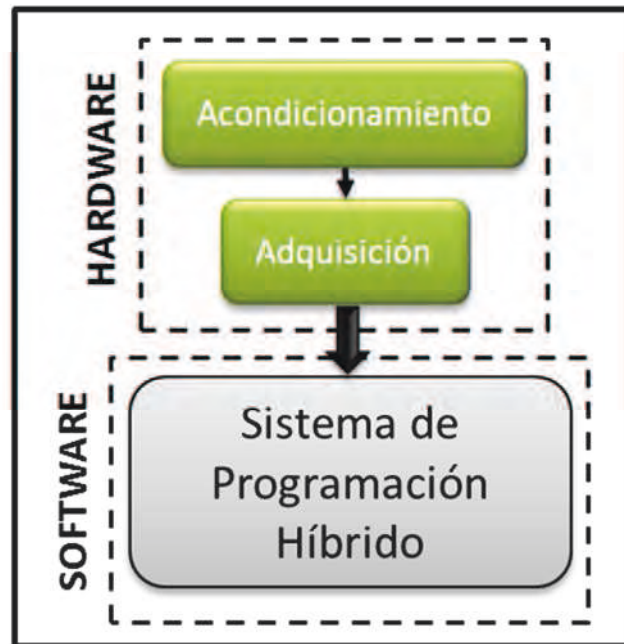 HARDWARE
Acondicionamiento
Adquisición
SOFTWARE
Sistema de
Programación
Híbrido